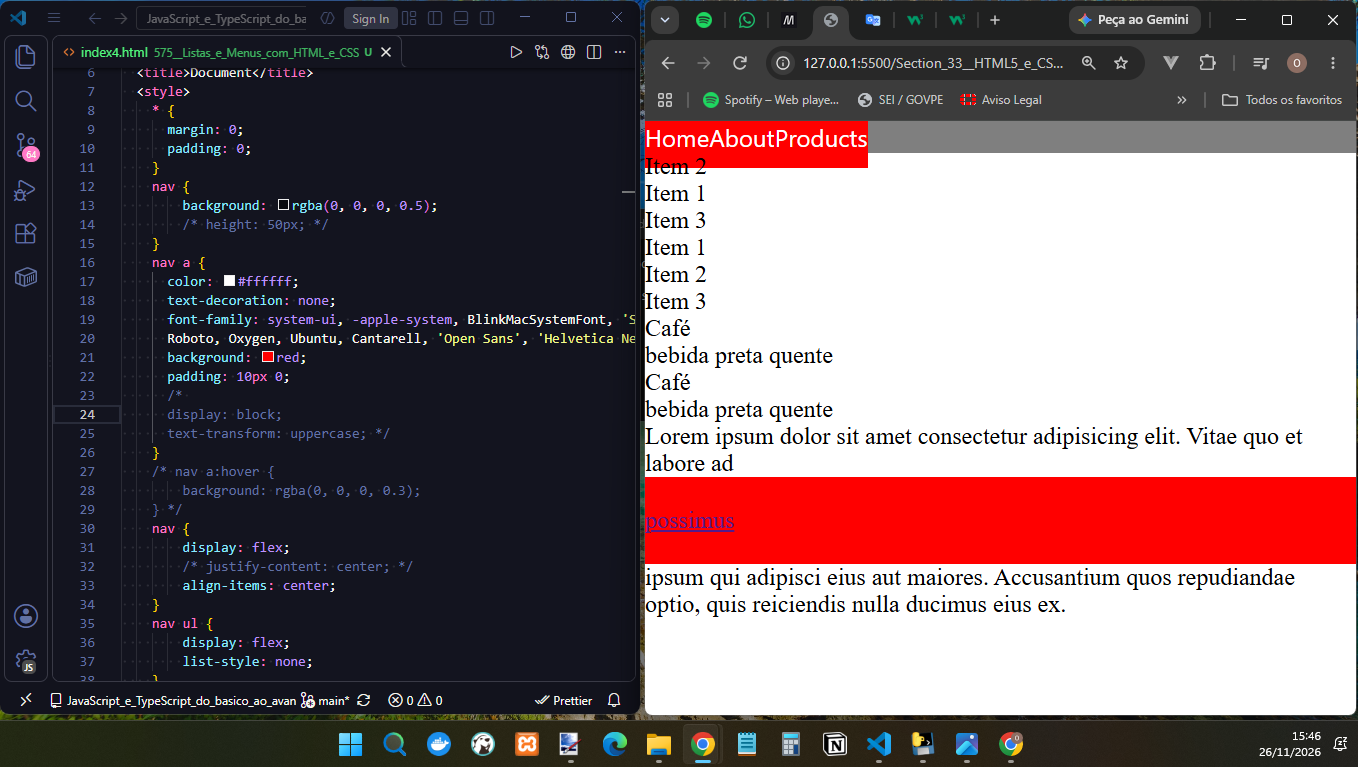 JavaScript_e_TypeScript_do_ba
Sign In
index4.html 575__Listas_e_Menus_com_HTML_e_CSS U
6 <title>Document</title>
7 <style>
8 * {
9 margin: 0;
10 padding: 0;
11 }
12 nav {
13 background: rgba(0, 0, 0, 0.5);
14 /* height: 50px; */
15 }
16 nav a {
17 color: #ffffff;
18 text-decoration: none;
19 font-family: system-ui, -apple-system, BlinkMacSystemFont, 'S
20 Roboto, Oxygen, Ubuntu, Cantarell, 'Open Sans', 'Helvetica Ne
21 background: red;
22 padding: 10px 0;
23 /*
24 display: block;
25 text-transform: uppercase; */
26 }
27 /* nav a:hover {
28 background: rgba(0, 0, 0, 0.3);
29 } */
30 nav {
31 display: flex;
32 /* justify-content: center; */
33 align-items: center;
34 }
35 nav ul {
36 display: flex;
37 list-style: none;
38 }
64
JS
JavaScript_e_TypeScript_do_basico_ao_avan main* 0 0 Prettier
Peça ao Gemini
127.0.0.1:5500/Section_33__HTML5_e_CS...
O
Spotify – Web playe... SEI / GOVPE Aviso Legal » Todos os favoritos
HomeAboutProducts
Item 2
Item 1
Item 3
Item 1
Item 2
Item 3
Café
bebida preta quente
Café
bebida preta quente
Lorem ipsum dolor sit amet consectetur adipisicing elit. Vitae quo et
labore ad
possimus
ipsum qui adipisci eius aut maiores. Accusantium quos repudiandae
optio, quis reiciendis nulla ducimus eius ex.
15:46
26/11/2026